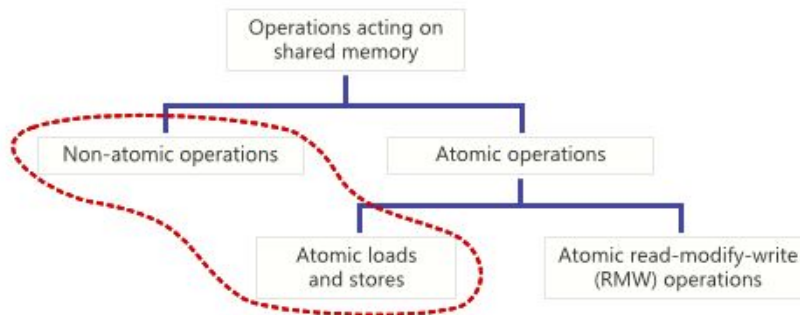 Operations acting on
shared memory
Non-atomic operations
Atomic operations
Atomic loads
and stores
Atomic read-modify-write
(RMW) operations